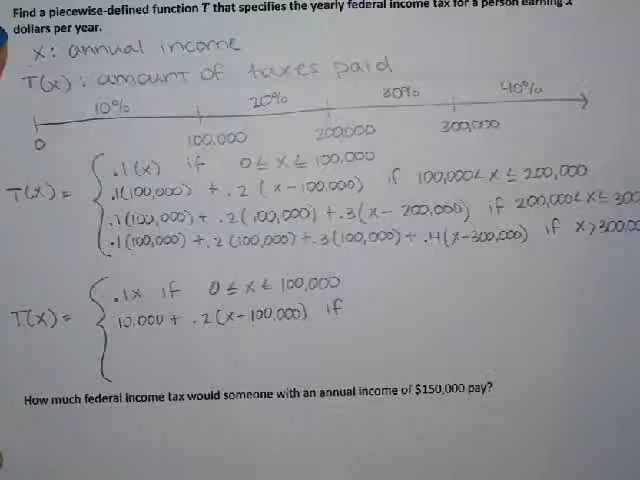 Find a piecewise-defined function T that specifies the yearly federal income tax for a person earning x
dollars per year.
x: annual income
T(x): amount of taxes paid
10% 20% 30% 40%
0 100,000 200,000 300,000
.1(x) if 0 ≤ x ≤ 100,000
T(x) = .1(100,000) + .2(x-100,000) if 100,000 < x ≤ 200,000
.1(100,000) + .2(100,000) + .3(x-200,000) if 200,000 < x ≤ 300
.1(100,000) + .2(100,000) + .3(100,000) + .4(x-300,000) if x > 300,00
.1x if 0 ≤ x ≤ 100,000
T(x) = 10,000 + .2(x-100,000) if
How much federal income tax would someone with an annual income of $150,000 pay?